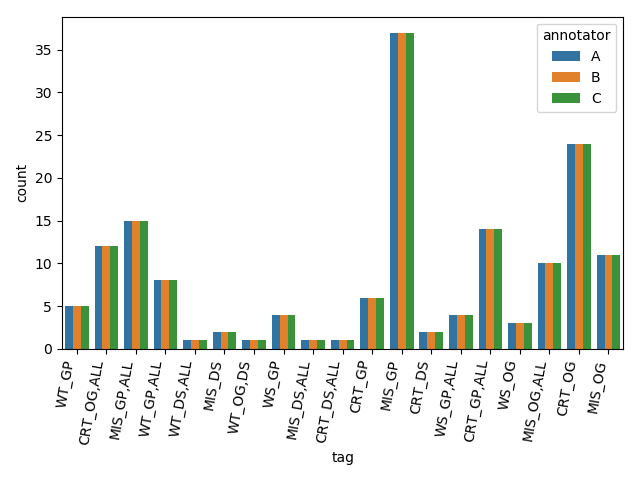 annotator
A
B
C
count
35
30
25
20
15
10
5
0
WT_GP
CRT_OG,ALL
MIS_GP,ALL
WT_GP,ALL
WT_DS,ALL
MIS_DS
WT_OG,DS
WS_GP
MIS_DS,ALL
CRT_DS,ALL
CRT_GP
MIS_GP
CRT_DS
WS_GP,ALL
CRT_GP,ALL
WS_OG
MIS_OG,ALL
CRT_OG
MIS_OG
tag